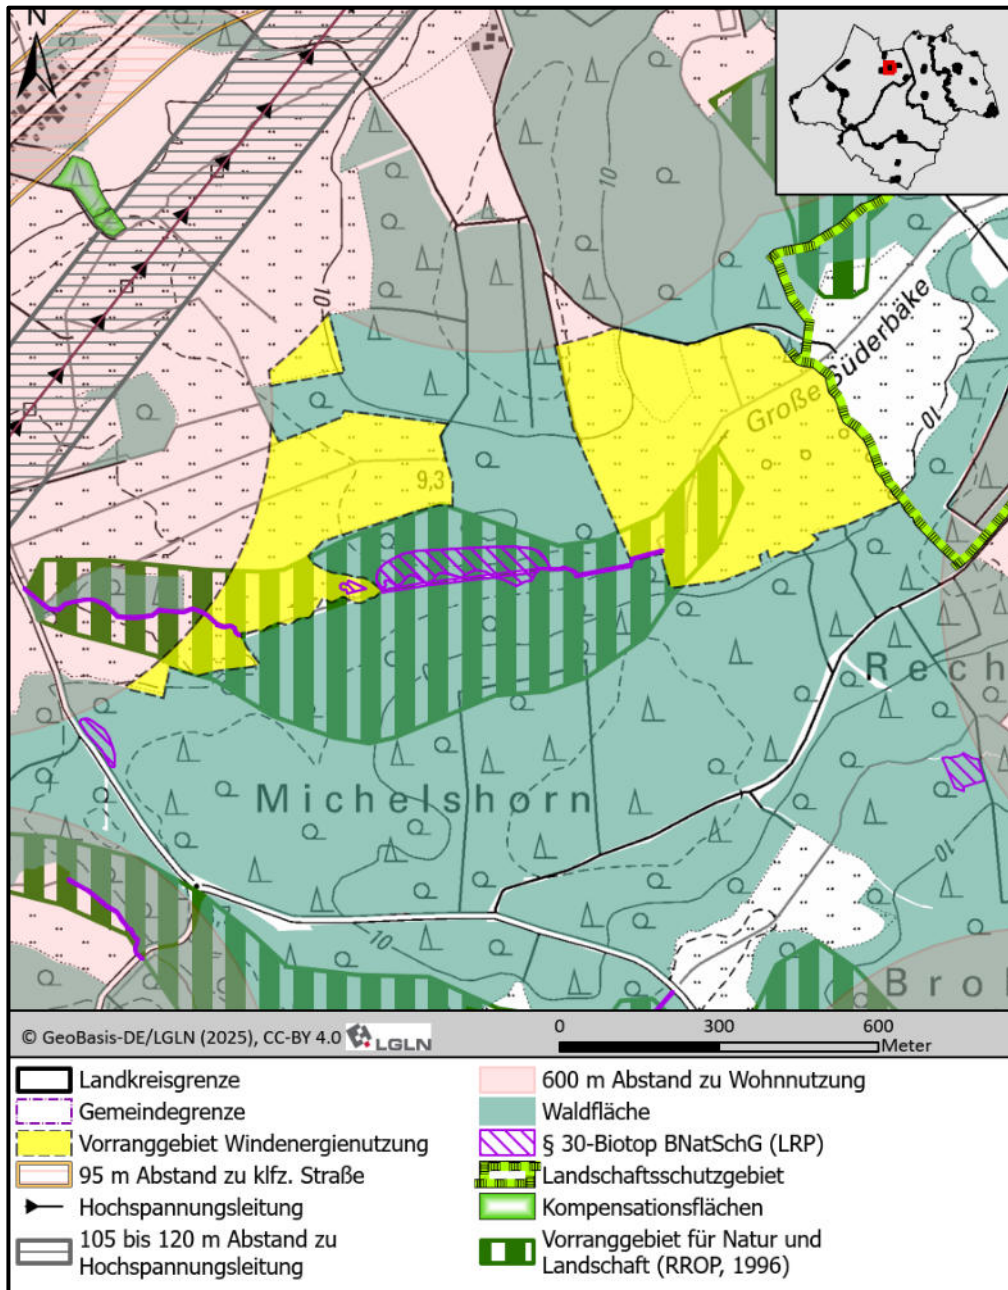 N
10
10
Große Süderbäke
10
9,3
Rech
Michelshorn
10
10
Bro
© GeoBasis-DE/LGLN (2025), CC-BY 4.0 LGLN
0 300 600
Meter
Landkreisgrenze
Gemeindegrenze
Vorranggebiet Windenergienutzung
95 m Abstand zu klfz. Straße
Hochspannungsleitung
105 bis 120 m Abstand zu
Hochspannungsleitung
600 m Abstand zu Wohnnutzung
Waldfläche
§ 30-Biotop BNatSchG (LRP)
Landschaftsschutzgebiet
Kompensationsflächen
Vorranggebiet für Natur und
Landschaft (RROP, 1996)